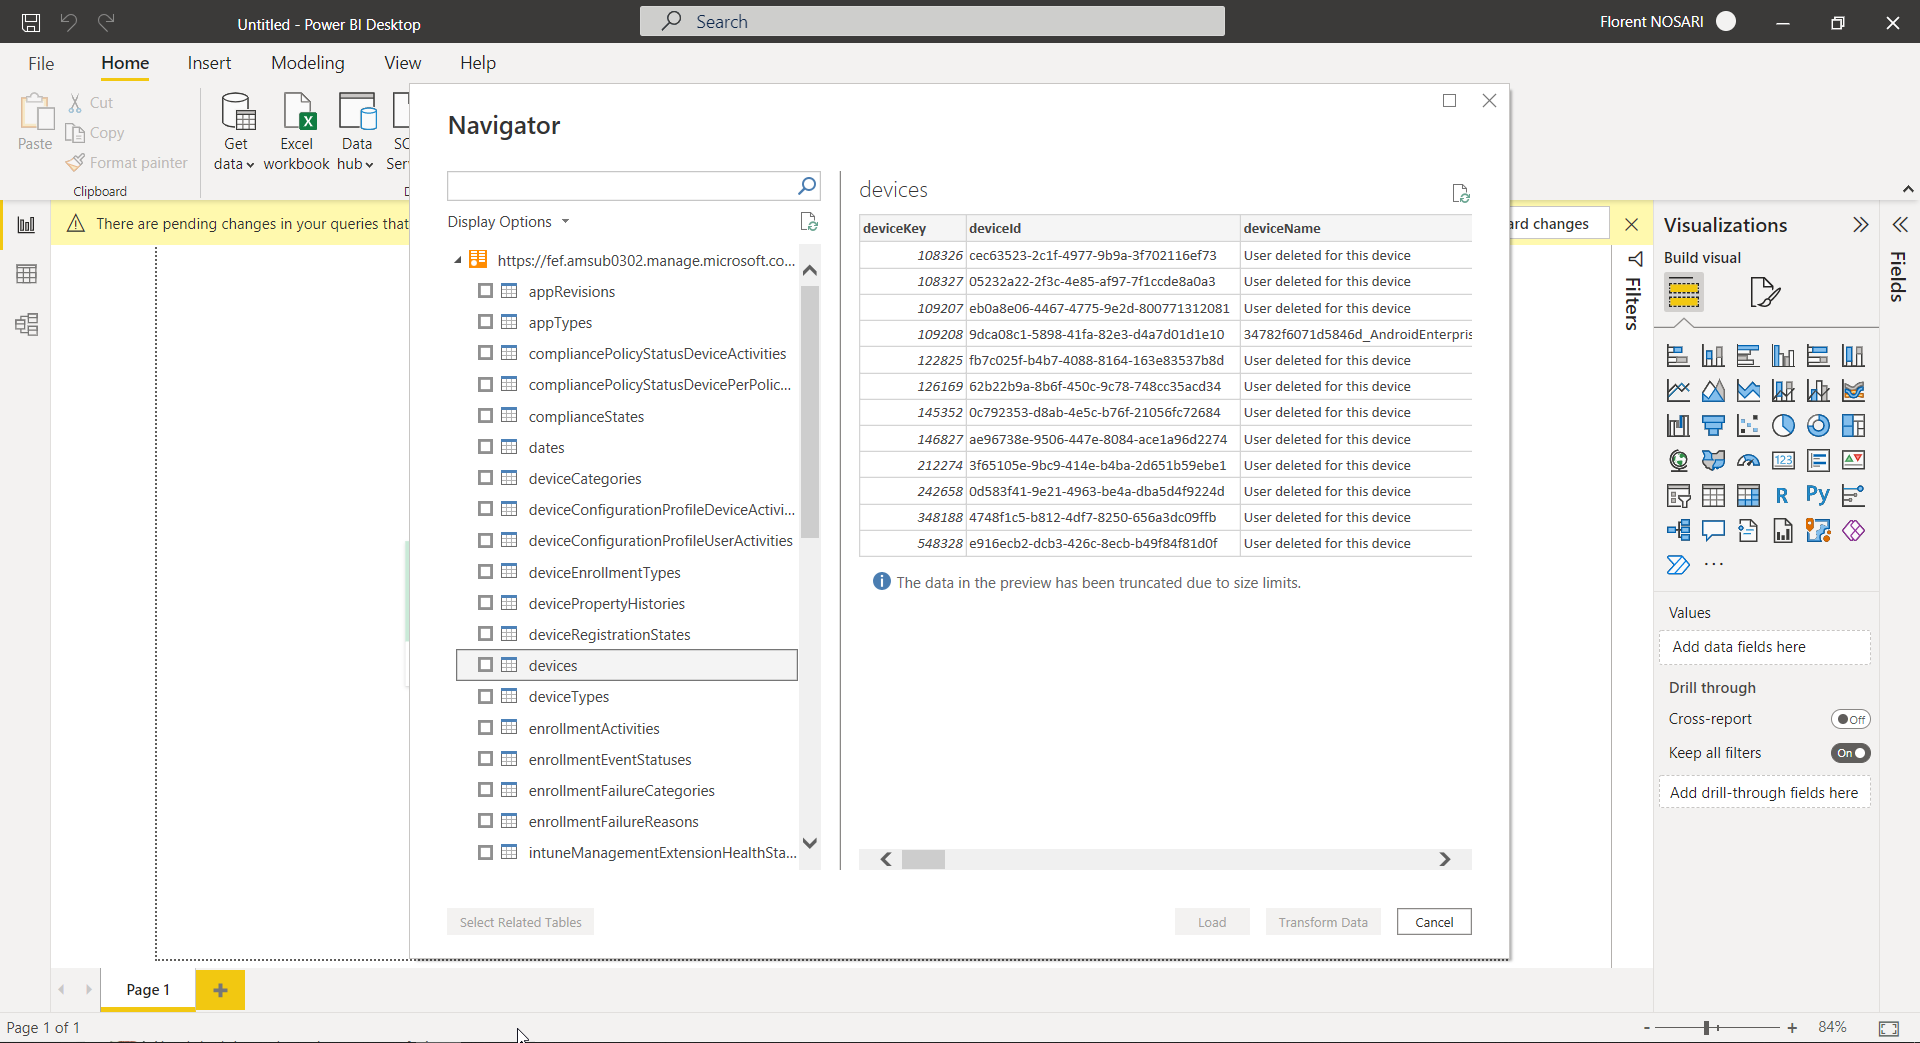 Untitled - Power BI Desktop
Search
Florent NOSARI
File
Home
Insert
Modeling
View
Help
Paste
Cut
Copy
Format painter
Clipboard
Get data
Excel workbook
Data hub
Navigator
Display Options
https://fef.amsub0302.manage.microsoft.co...
appRevisions
appTypes
compliancePolicyStatusDeviceActivities
compliancePolicyStatusDevicePerPolic...
complianceStates
dates
deviceCategories
deviceConfigurationProfileDeviceActivi...
deviceConfigurationProfileUserActivities
deviceEnrollmentTypes
devicePropertyHistories
deviceRegistrationStates
devices
deviceTypes
enrollmentActivities
enrollmentEventStatuses
enrollmentFailureCategories
enrollmentFailureReasons
intuneManagementExtensionHealthSta...
Select Related Tables
devices
deviceKey deviceId deviceName
108326 cec63523-2c1f-4977-9b9a-3f702116ef73 User deleted for this device
108327 05232a22-2f3c-4e85-af97-7f1ccde8a0a3 User deleted for this device
109207 eb0a8e06-4467-4775-9e2d-800771312081 User deleted for this device
109208 9dca08c1-5898-41fa-82e3-d4a7d01d1e10 34782f6071d5846d_AndroidEnterpris
122825 fb7c025f-b4b7-4088-8164-163e83537b8d User deleted for this device
126169 62b22b9a-8b6f-450c-9c78-748cc35acd34 User deleted for this device
145352 0c792353-d8ab-4e5c-b76f-21056fc72684 User deleted for this device
146827 ae96738e-9506-447e-8084-ace1a96d2274 User deleted for this device
212274 3f65105e-9bc9-414e-b4ba-2d651b59ebe1 User deleted for this device
242658 0d583f41-9e21-4963-be4a-dba5d4f9224d User deleted for this device
348188 4748f1c5-b812-4df7-8250-656a3dc09ffb User deleted for this device
548328 e916ecb2-dcb3-426c-8ecb-b49f84f81d0f User deleted for this device
The data in the preview has been truncated due to size limits.
Load
Transform Data
Cancel
There are pending changes in your queries that
ard changes
Filters
Visualizations
Build visual
123
R
Py
Values
Add data fields here
Drill through
Cross-report
Off
Keep all filters
On
Add drill-through fields here
Fields
Page 1
Page 1 of 1
84%